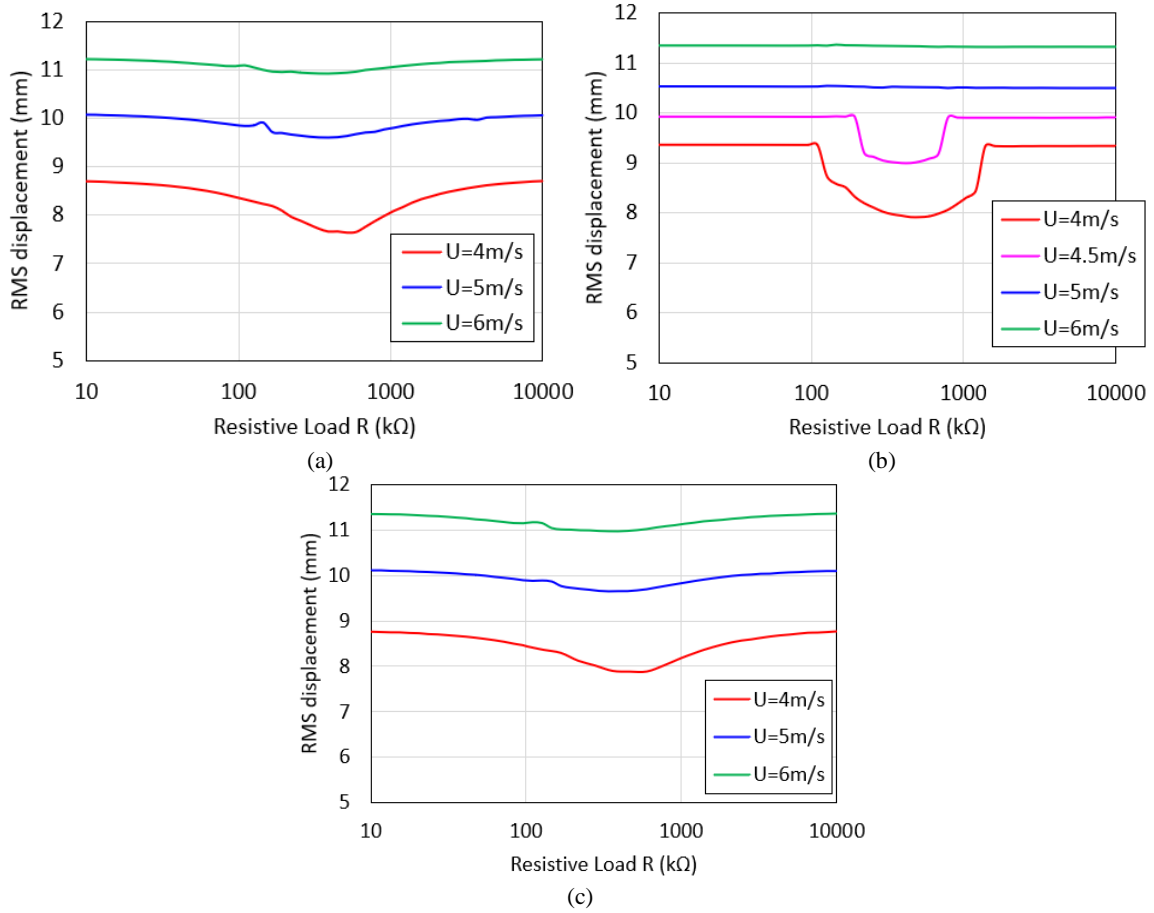 12
11
10
9
8
7
6
5
RMS displacement (mm)
10 100 1000 10000
Resistive Load R (kΩ)
U=4m/s
U=5m/s
U=6m/s
(a)
12
11
10
9
8
7
6
5
RMS displacement (mm)
10 100 1000 10000
Resistive Load R (kΩ)
U=4m/s
U=4.5m/s
U=5m/s
U=6m/s
(b)
12
11
10
9
8
7
6
5
RMS displacement (mm)
10 100 1000 10000
Resistive Load R (kΩ)
U=4m/s
U=5m/s
U=6m/s
(c)